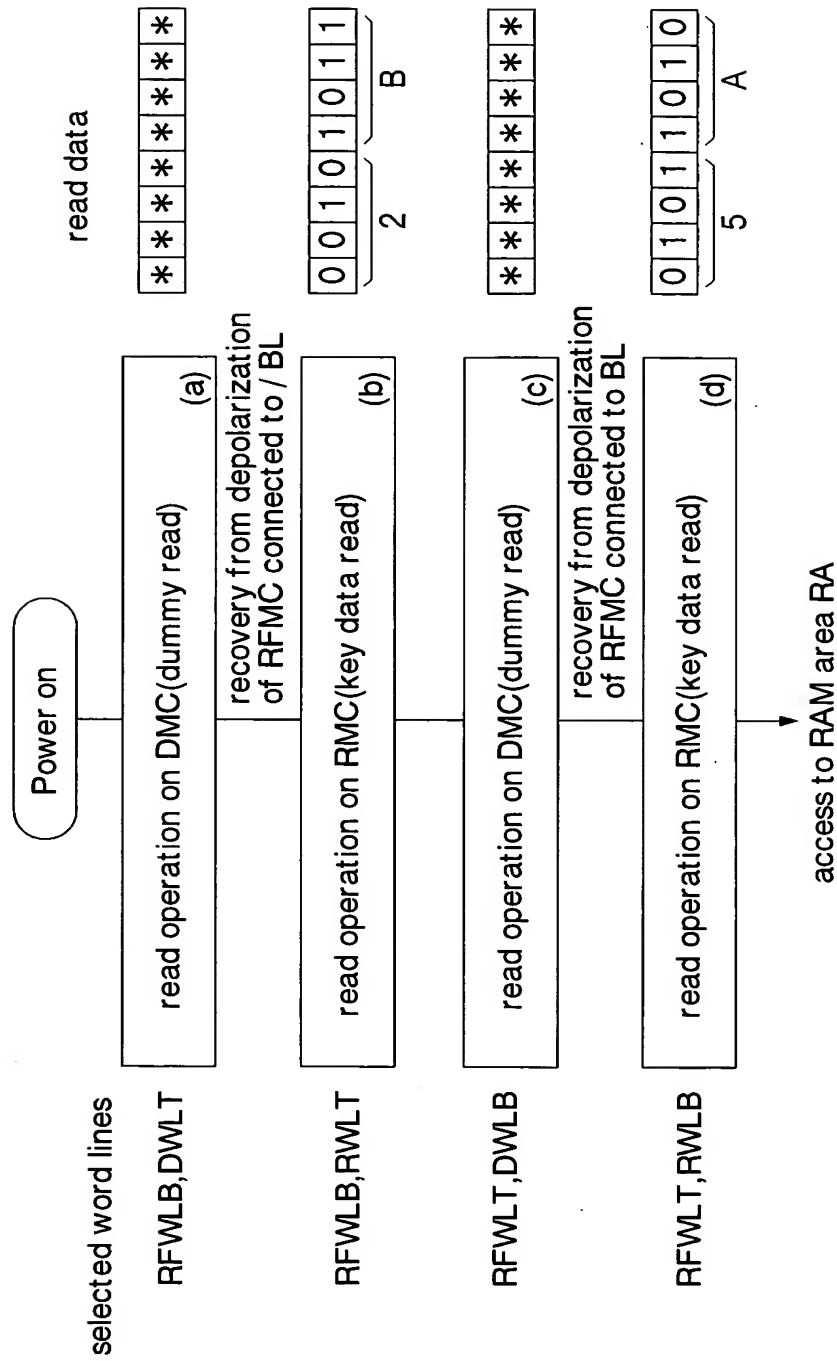 Power on
selected word lines
read data
RFWLB,DWLT
read operation on DMC(dummy read)
(a)
* * * * * * * *
recovery from depolarization
of RFMC connected to / BL
RFWLB,RWLT
read operation on RMC(key data read)
(b)
0 0 1 0 1 0 1 1
2 B
RFWLT,DWLB
read operation on DMC(dummy read)
(c)
* * * * * * * *
recovery from depolarization
of RFMC connected to BL
RFWLT,RWLB
read operation on RMC(key data read)
(d)
0 1 0 1 1 0 1 0
5 A
access to RAM area RA